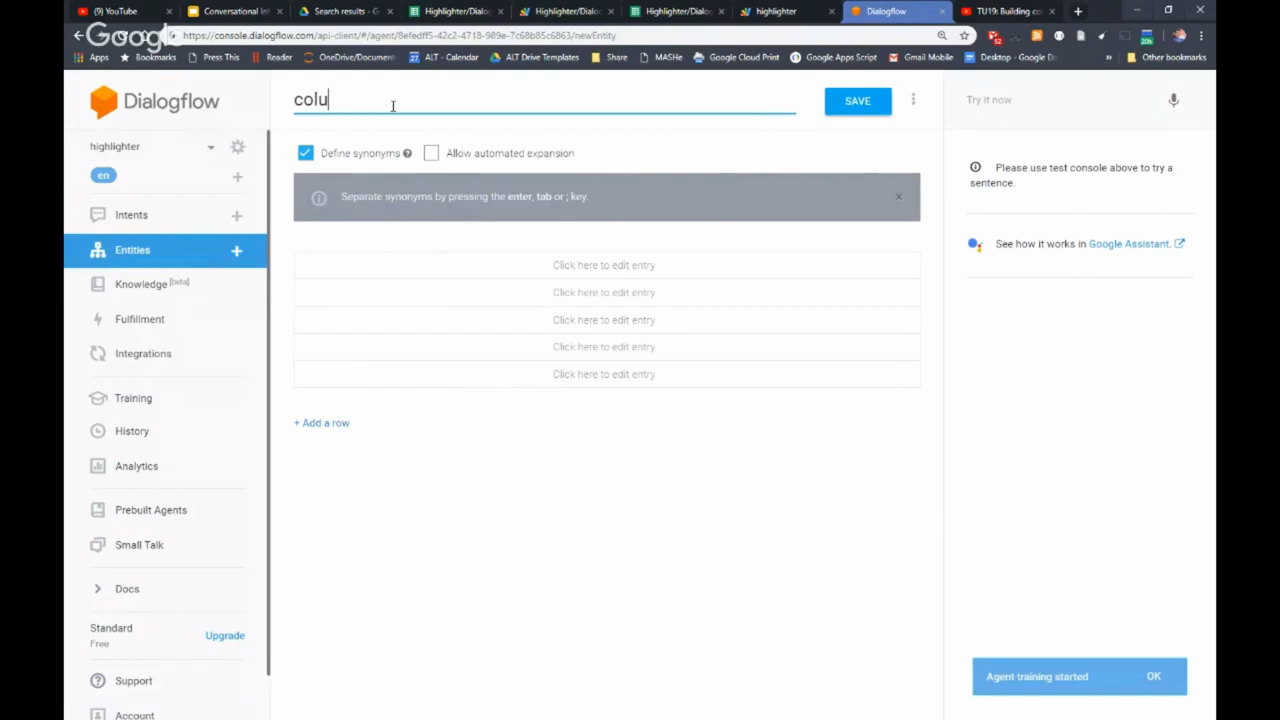 (9) YouTube
Conversational Int
Search results - G
Highlighter/Dialo
Highlighter/Dialo
Highlighter/Dialo
highlighter
Dialogflow
TU19: Building co
Google
https://console.dialogflow.com/api-client/#/agent/8efedff5-42c2-4718-989e-7c68b85c6863/newEntity
Apps
Bookmarks
Press This
Reader
OneDrive/Document
ALT - Calendar
ALT Drive Templates
Share
MASHe
Google Cloud Print
Google Apps Script
Gmail Mobile
Desktop - Google Do
»
Other bookmarks
Dialogflow
colu
SAVE
Try it now
highlighter
en
Define synonyms
Allow automated expansion
Separate synonyms by pressing the enter, tab or ; key.
Please use test console above to try a
sentence.
See how it works in Google Assistant.
Intents
Entities
Knowledge [beta]
Fulfillment
Integrations
Training
History
Analytics
Prebuilt Agents
Small Talk
Docs
Standard
Free
Upgrade
Support
Account
Click here to edit entry
Click here to edit entry
Click here to edit entry
Click here to edit entry
Click here to edit entry
+ Add a row
Agent training started
OK